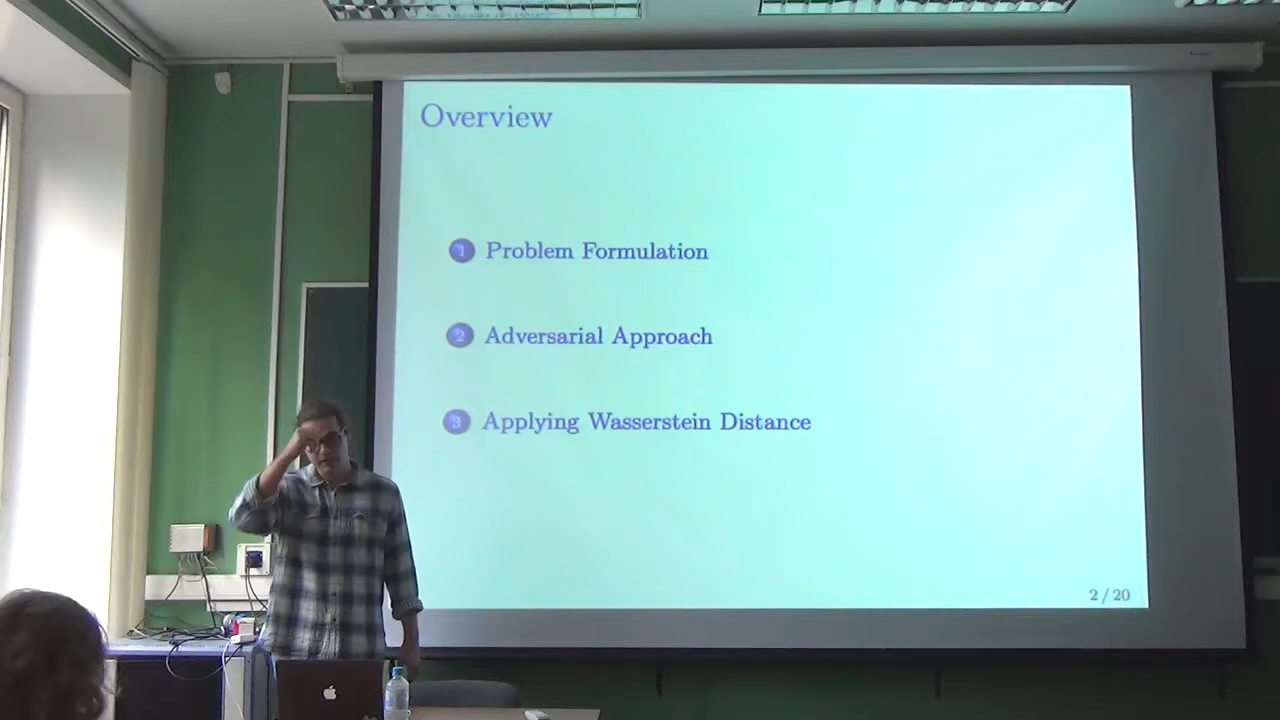 Overview
1 Problem Formulation
2 Adversarial Approach
3 Applying Wasserstein Distance
2 / 20